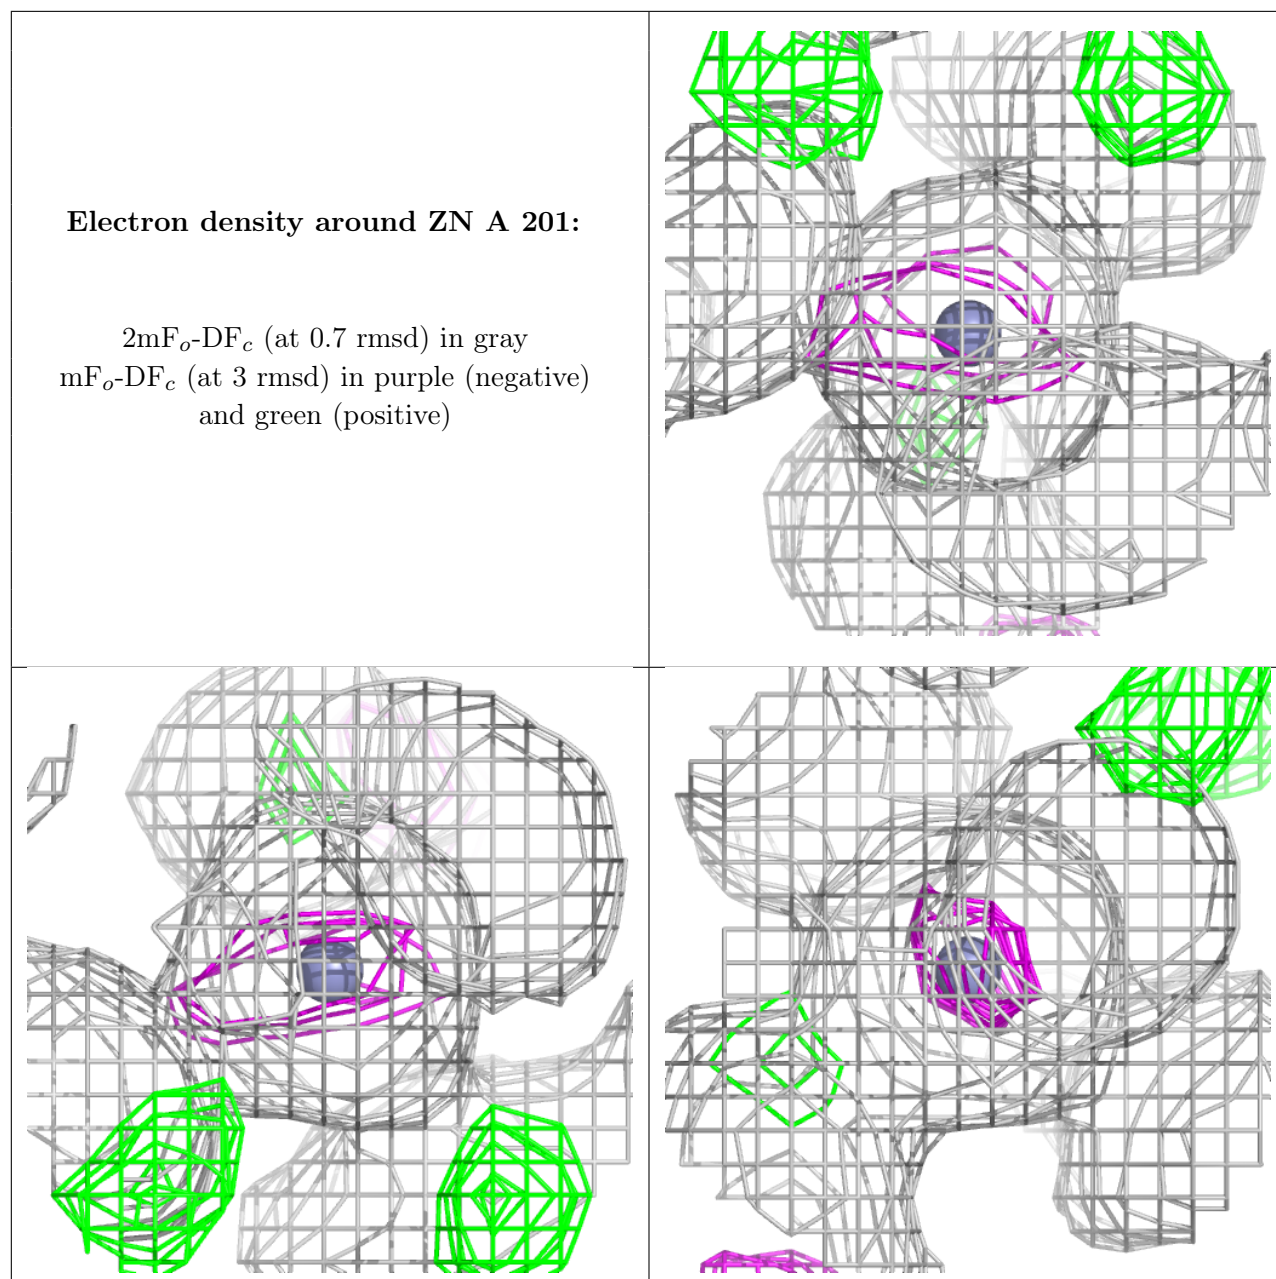 Electron density around ZN A 201:
2mFo-DFc (at 0.7 rmsd) in gray
mFo-DFc (at 3 rmsd) in purple (negative)
and green (positive)